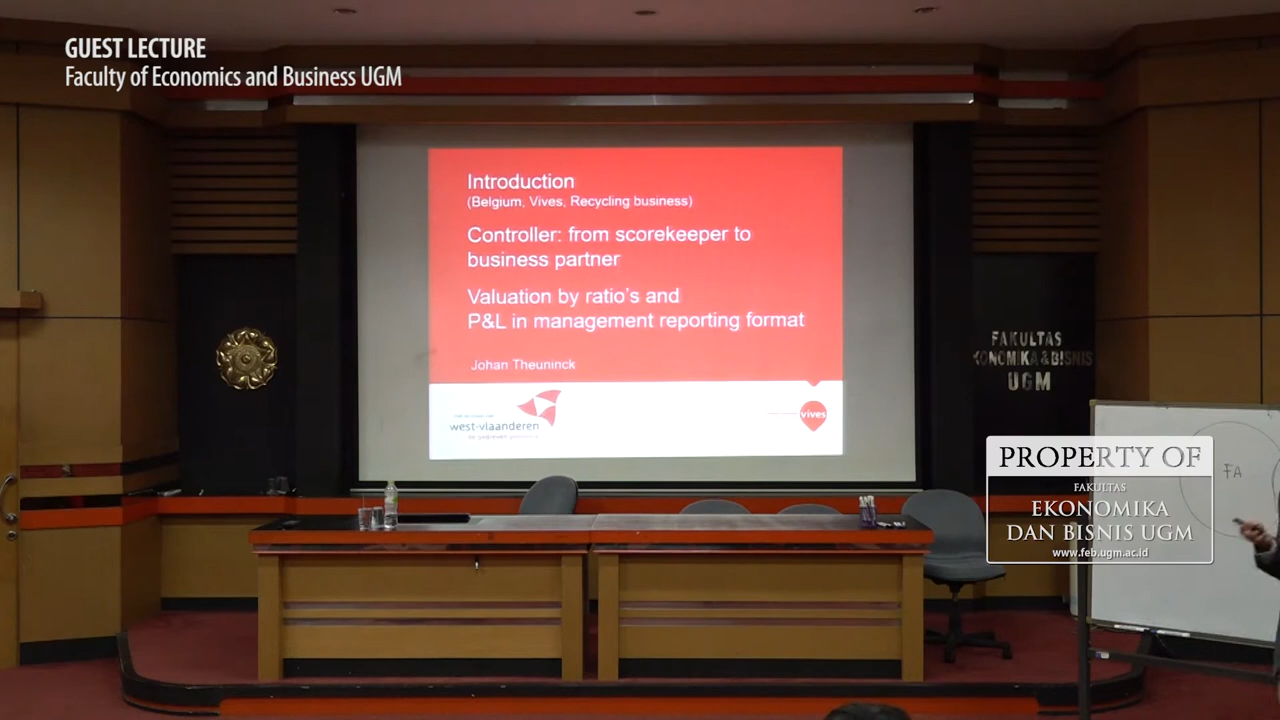 GUEST LECTURE
Faculty of Economics and Business UGM
Introduction
(Belgium, Vives, Recycling business)
Controller: from scorekeeper to
business partner
Valuation by ratio's and
P&L in management reporting format
Johan Theuninck
west-vlaanderen
vives
FAKULTAS
KONOMIKA & BISNIS
UGM
FA
PROPERTY OF
FAKULTAS
EKONOMIKA
DAN BISNIS UGM
www.feb.ugm.ac.id